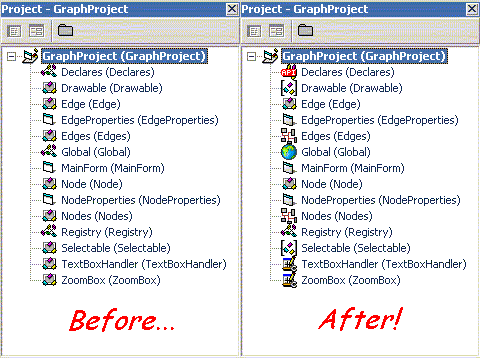 Project - GraphProject
GraphProject (GraphProject)
Declares (Declares)
Drawable (Drawable)
Edge (Edge)
EdgeProperties (EdgeProperties)
Edges (Edges)
Global (Global)
MainForm (MainForm)
Node (Node)
NodeProperties (NodeProperties)
Nodes (Nodes)
Registry (Registry)
Selectable (Selectable)
TextBoxHandler (TextBoxHandler)
ZoomBox (ZoomBox)
Before...
Project - GraphProject
GraphProject (GraphProject)
API
Declares (Declares)
Drawable (Drawable)
Edge (Edge)
EdgeProperties (EdgeProperties)
Edges (Edges)
Global (Global)
MainForm (MainForm)
Node (Node)
NodeProperties (NodeProperties)
Nodes (Nodes)
Registry (Registry)
Selectable (Selectable)
TextBoxHandler (TextBoxHandler)
ZoomBox (ZoomBox)
After!